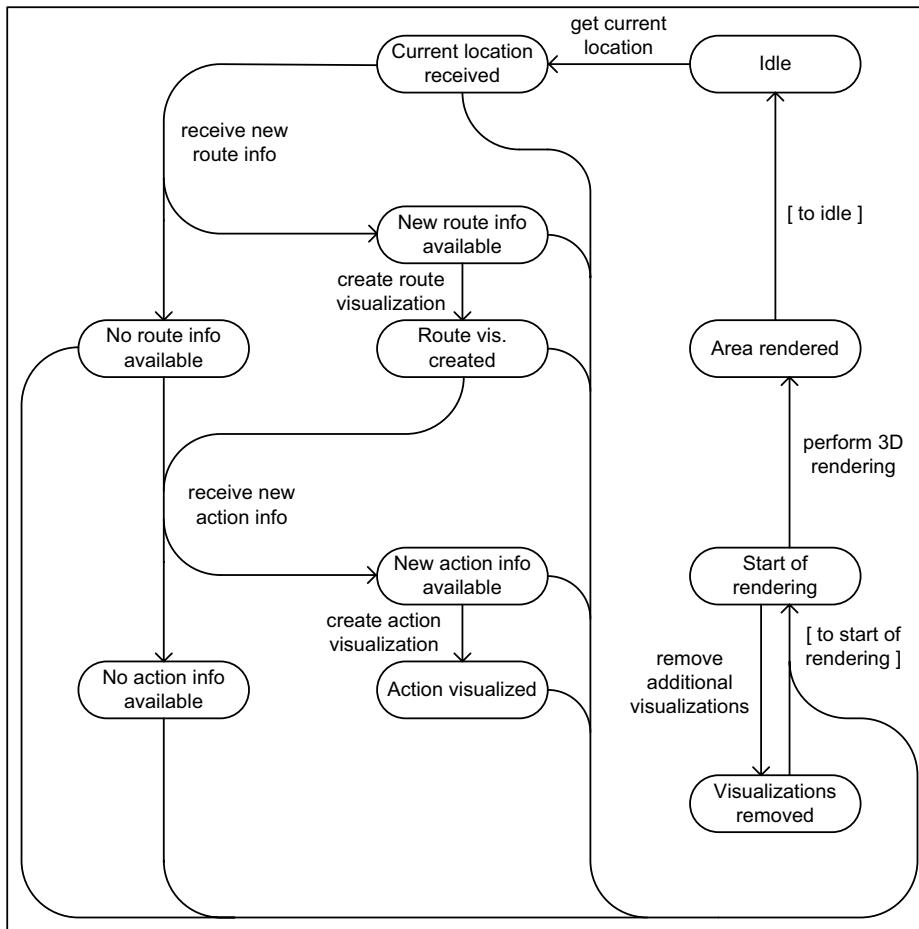 get current
location
Current location
received
Idle
receive new
route info
New route info
available
[ to idle ]
create route
visualization
No route info
available
Route vis.
created
Area rendered
perform 3D
rendering
receive new
action info
New action info
available
Start of
rendering
create action
visualization
[ to start of
rendering ]
remove
additional
visualizations
No action info
available
Action visualized
Visualizations
removed